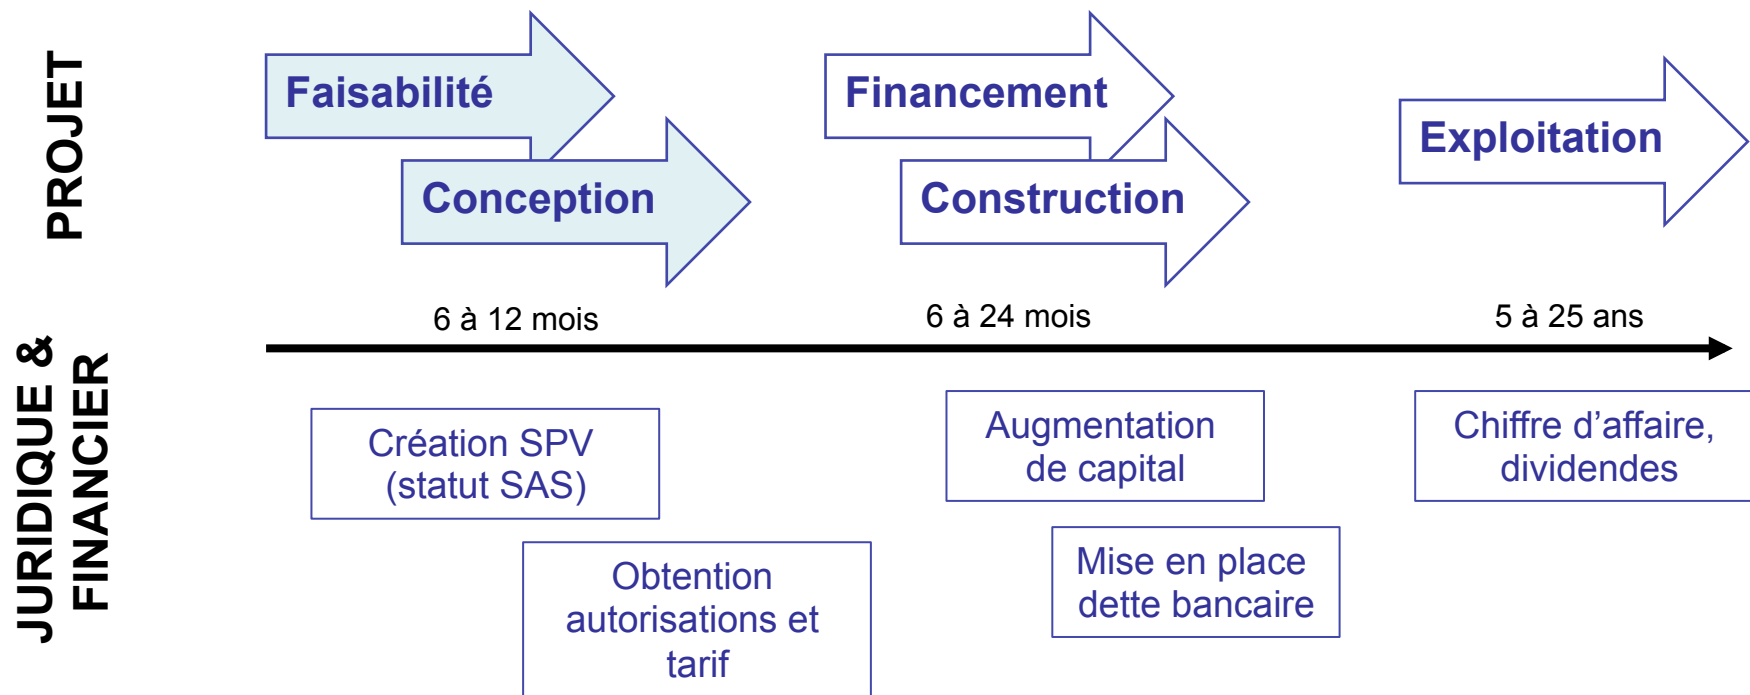 PROJET
Faisabilité
Conception
Financement
Construction
Exploitation
6 à 12 mois
6 à 24 mois
5 à 25 ans
JURIDIQUE &
FINANCIER
Création SPV
(statut SAS)
Obtention
autorisations et
tarif
Augmentation
de capital
Mise en place
dette bancaire
Chiffre d’affaire,
dividendes